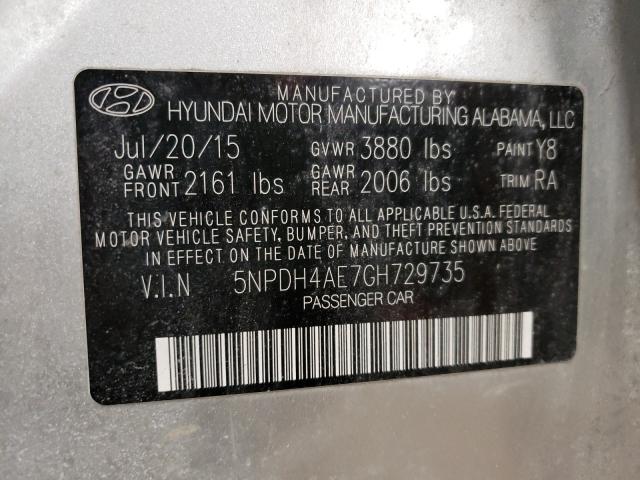 MANUFACTURED BY
HYUNDAI MOTOR MANUFACTURING ALABAMA, LLC
Jul/20/15 GVWR 3880 lbs PAINT Y8
GAWR FRONT 2161 lbs GAWR REAR 2006 lbs TRIM RA
THIS VEHICLE CONFORMS TO ALL APPLICABLE U.S.A. FEDERAL
MOTOR VEHICLE SAFETY, BUMPER, AND THEFT PREVENTION STANDARDS
IN EFFECT ON THE DATE OF MANUFACTURE SHOWN ABOVE.
V.I.N 5NPDH4AE7GH729735
PASSENGER CAR